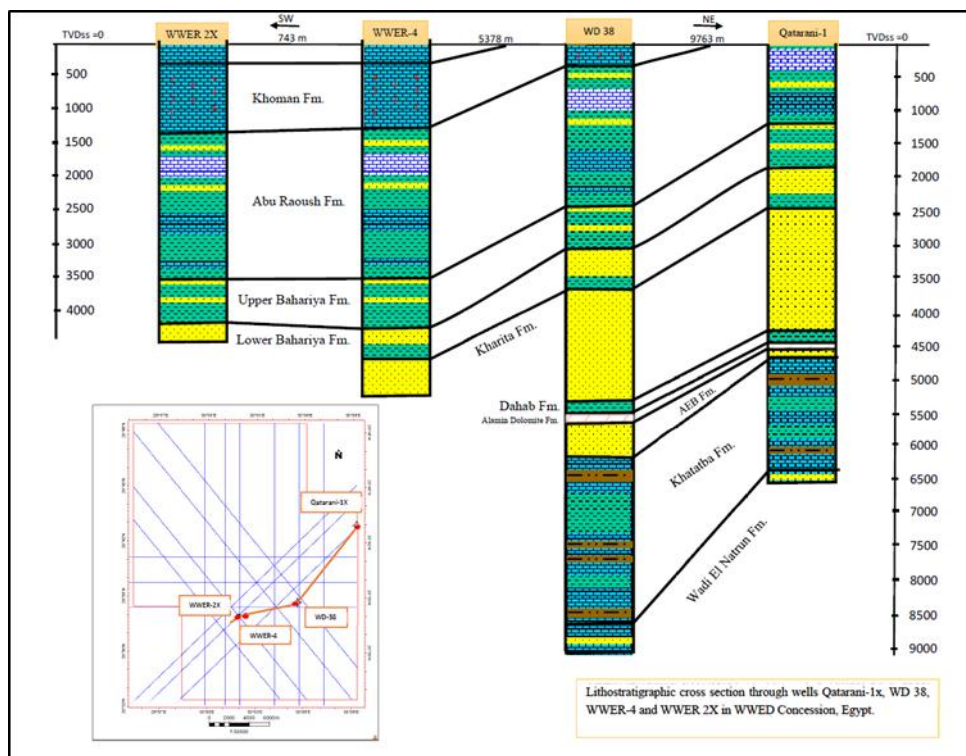 SW
NE
WWER 2X
WWER-4
WD 38
Qatarani-1
TVDss =0
743 m
5378 m
9763 m
TVDss =0
500
1000
1500
2000
2500
3000
3500
4000
Khoman Fm.
Abu Raoush Fm.
Upper Bahariya Fm.
Lower Bahariya Fm.
Kharita Fm.
Dahab Fm.
Alamin Dolomite Fm.
AEB Fm.
Khatatba Fm.
Wadi El Natrun Fm.
500
1000
1500
2000
2500
3000
3500
4000
4500
5000
5500
6000
6500
7000
7500
8000
8500
9000
N
Qatarani-1X
WWER-2X
WD-38
WWER-4
0 2000 4000 6000m
Lithostratigraphic cross section through wells Qatarani-1x, WD 38,
WWER-4 and WWER 2X in WWED Concession, Egypt.